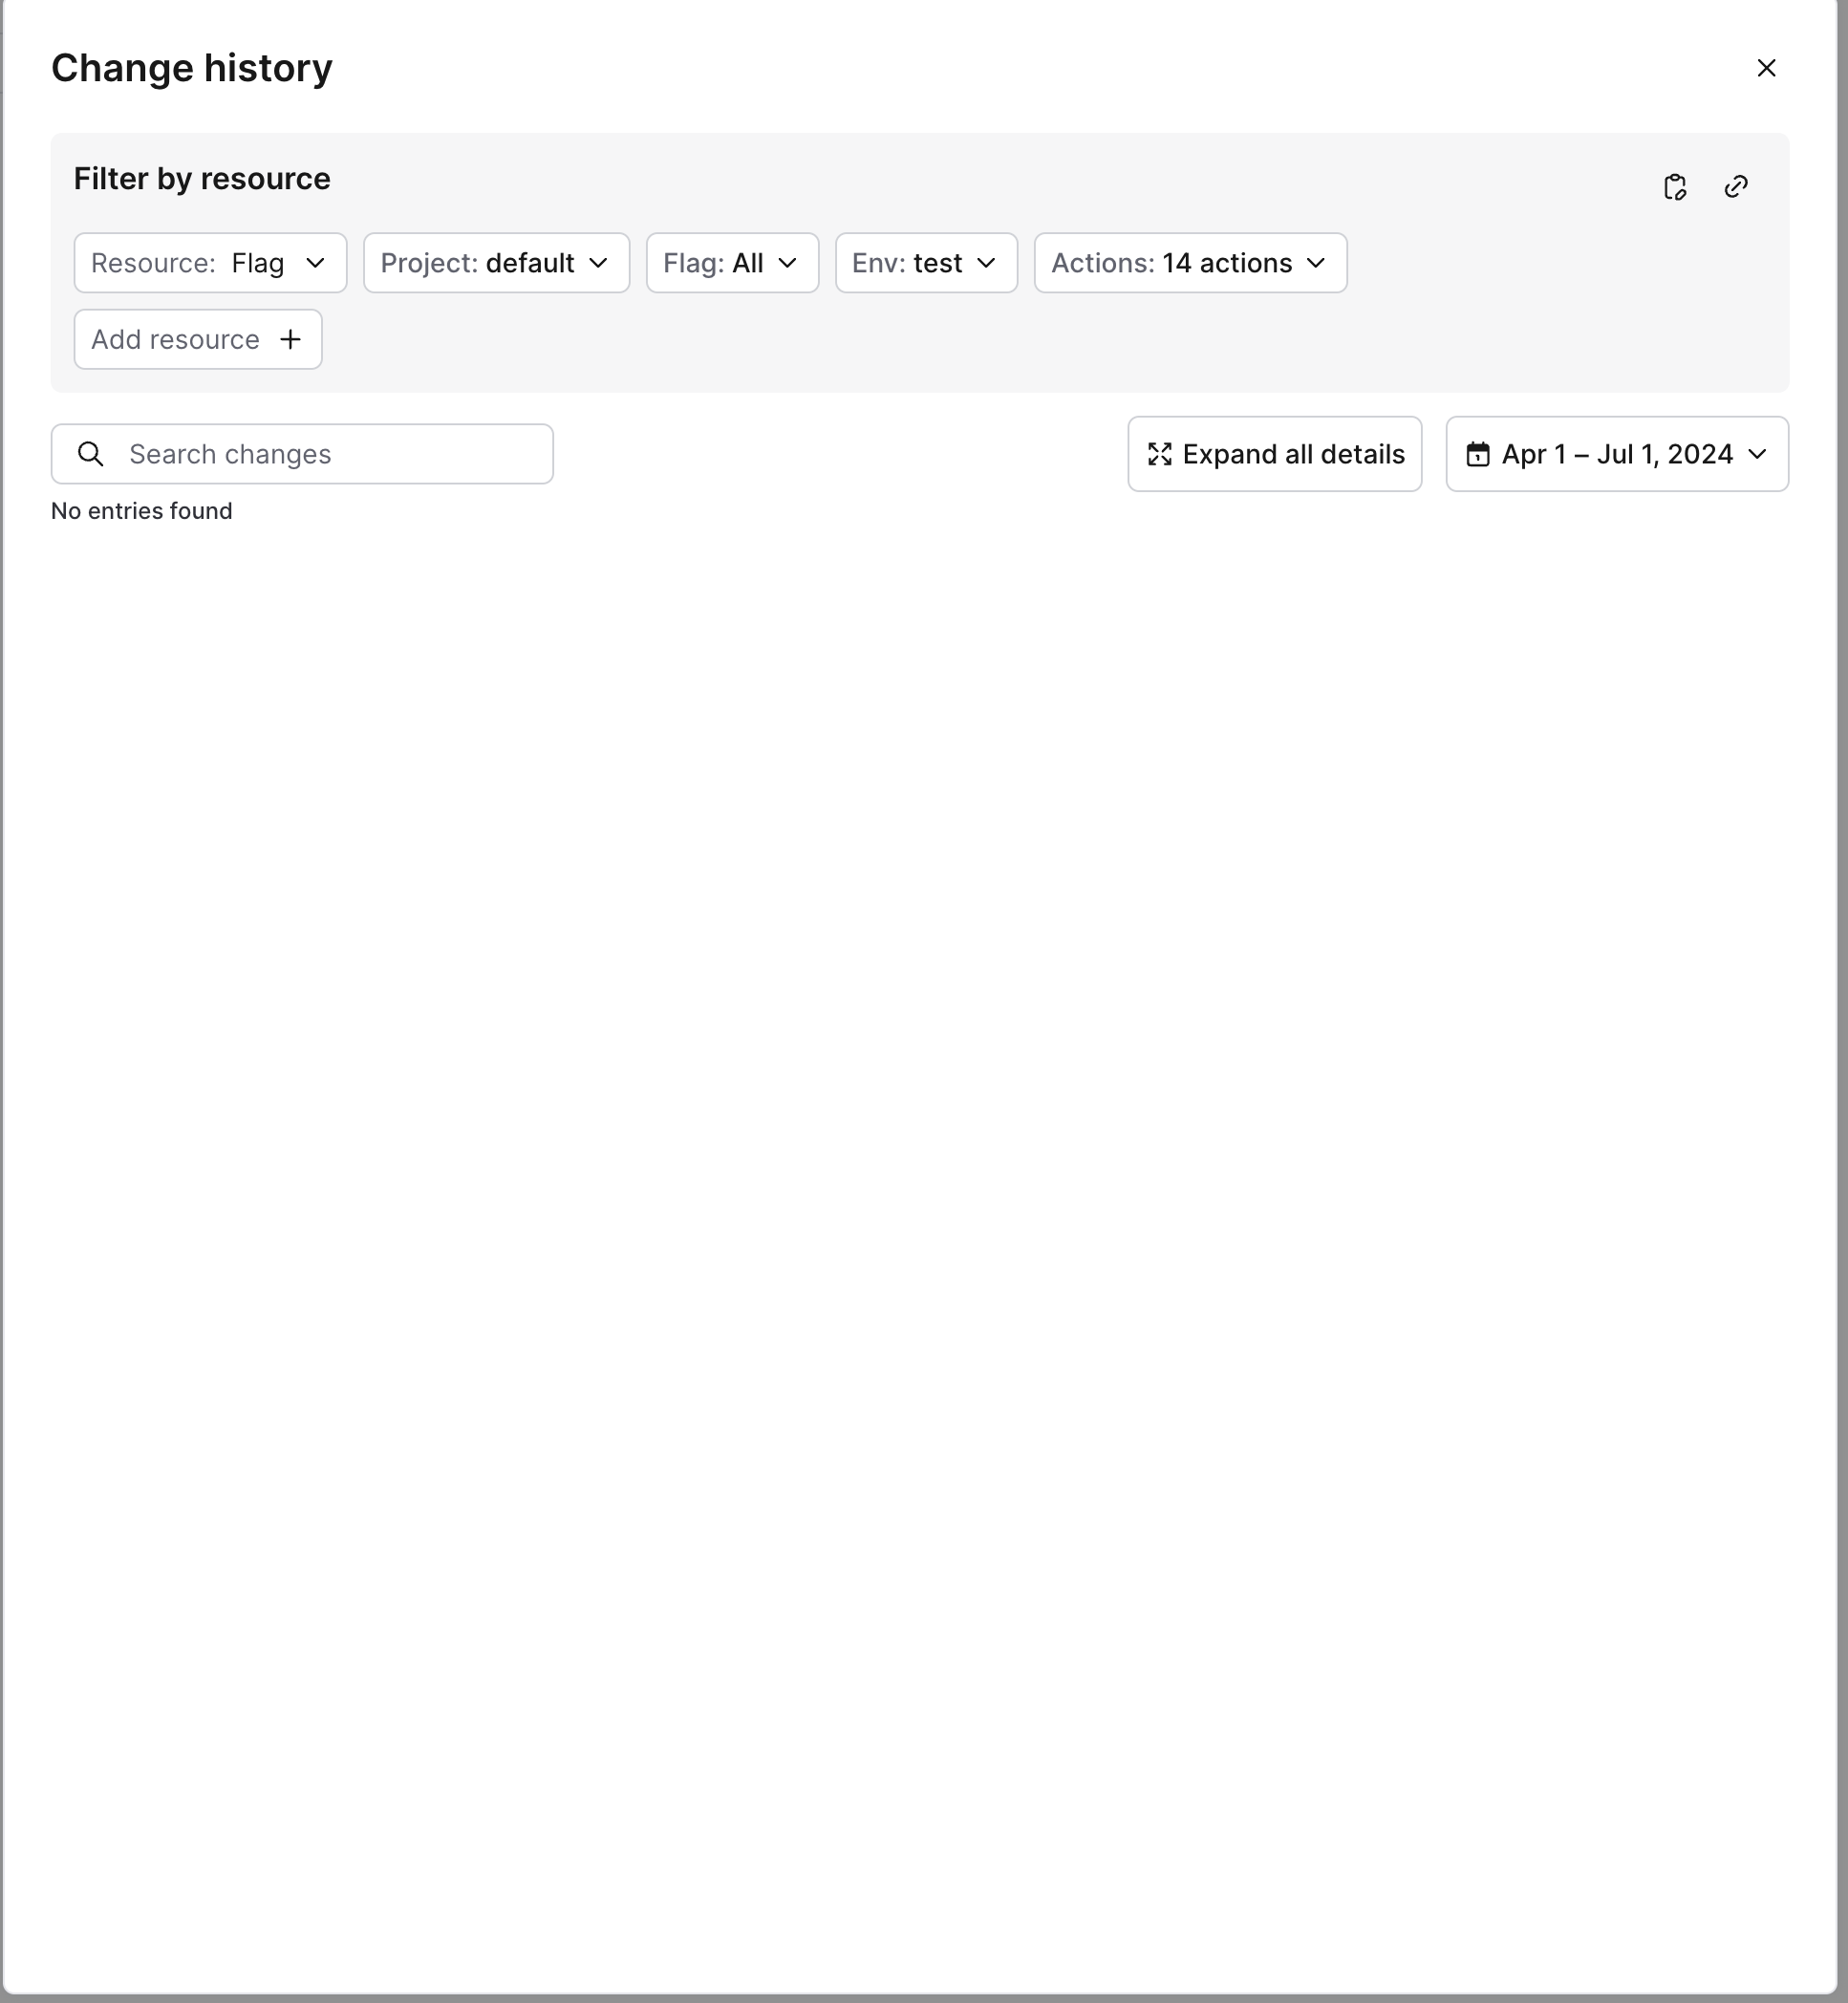 Change history
Filter by resource
Resource: Flag Project: default Flag: All Env: test Actions: 14 actions
Add resource
Search changes Expand all details Apr 1 – Jul 1, 2024
No entries found